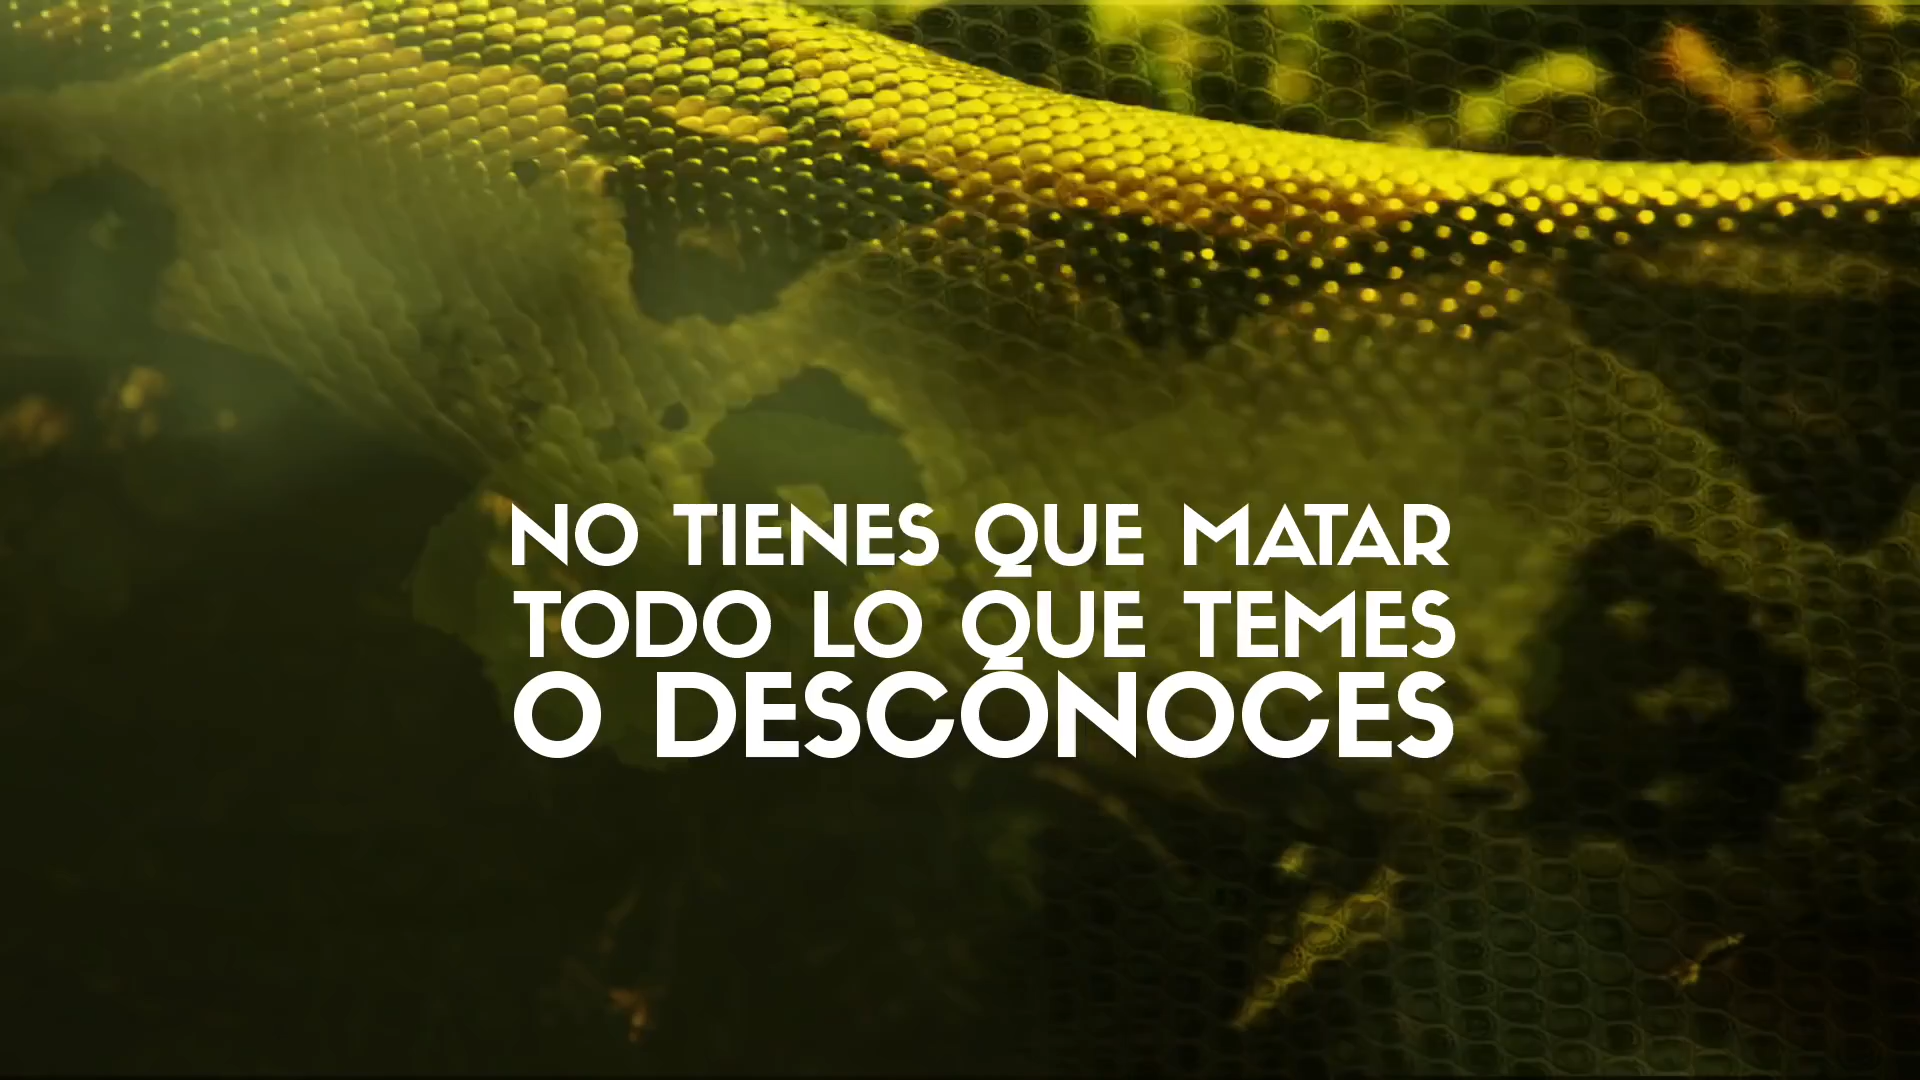 NO TIENES QUE MATAR
TODO LO QUE TEMES
O DESCONOCES